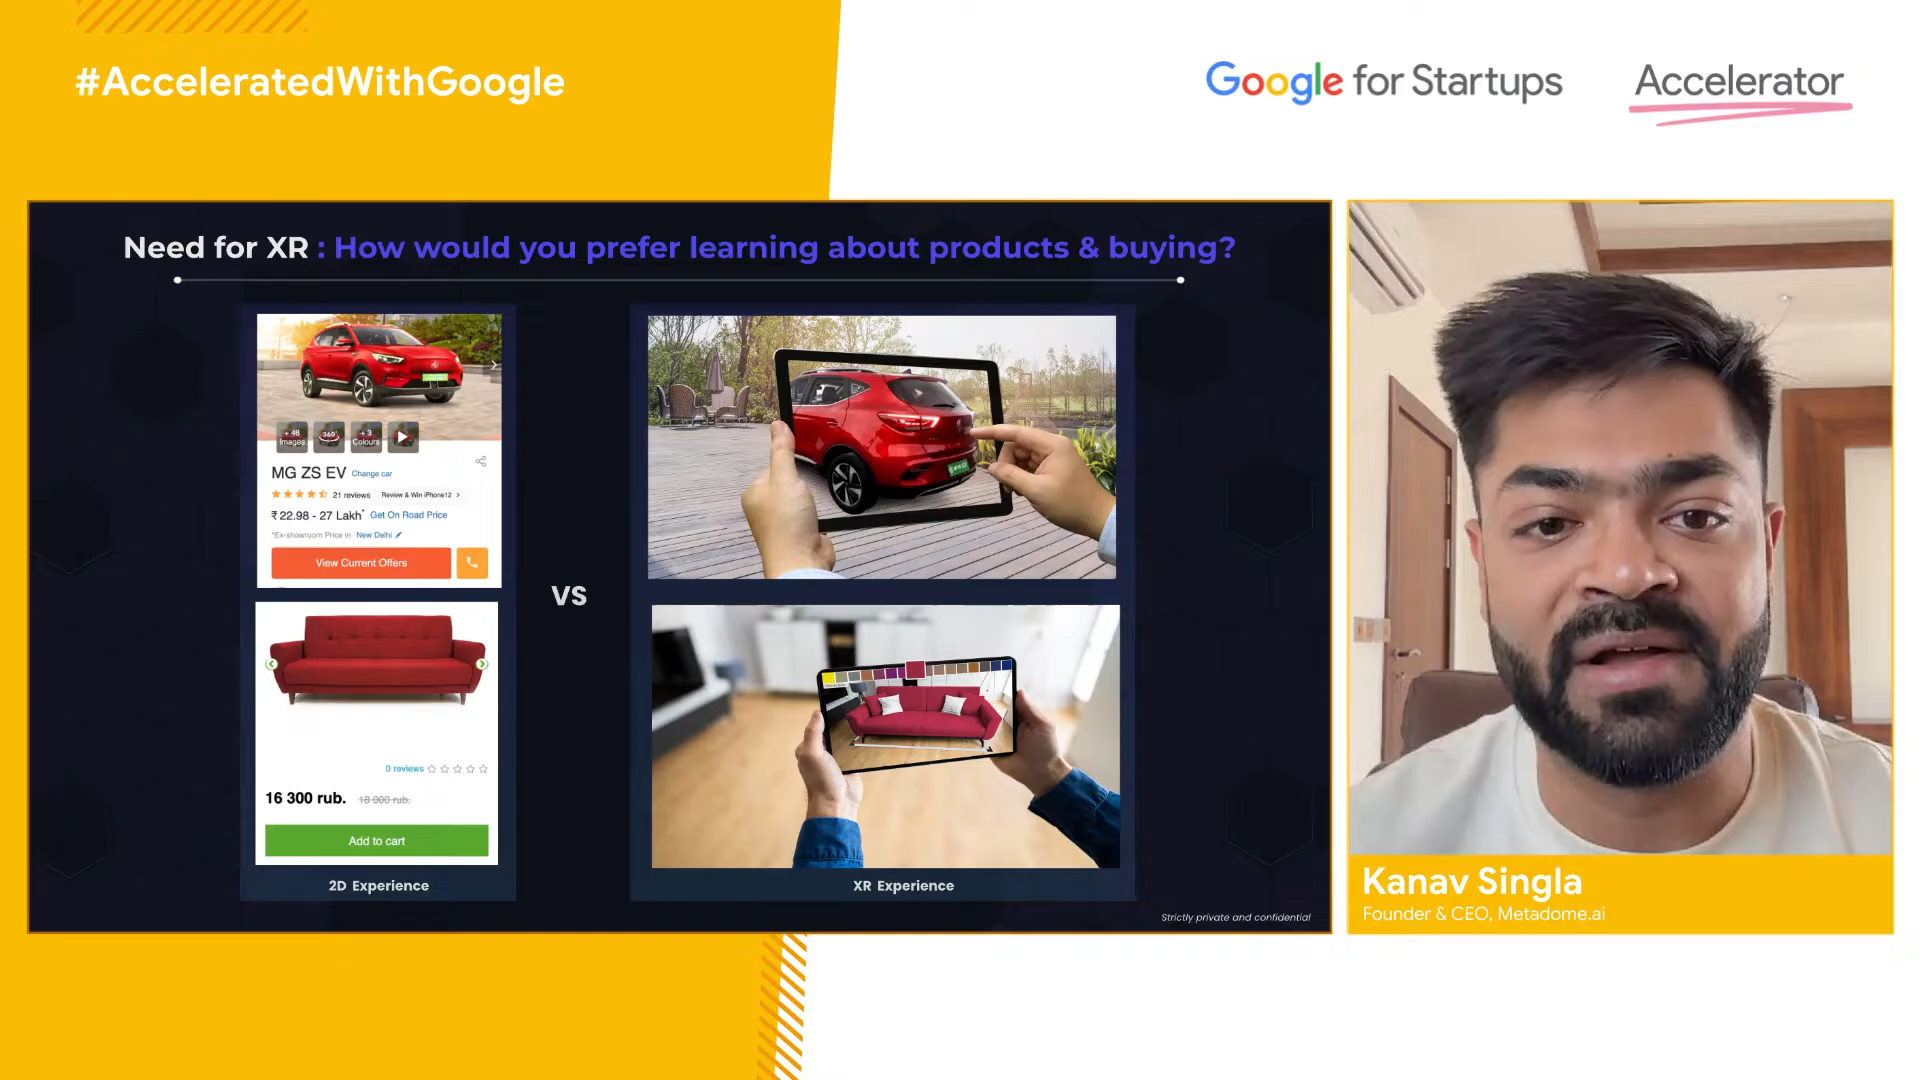 #AcceleratedWithGoogle
Google for Startups Accelerator
Need for XR : How would you prefer learning about products & buying?
+ 48 Images
360°
+ 3 Colours
MG ZS EV Change car
21 reviews Review & Win iPhone12 >
₹ 22.98 - 27 Lakh* Get On Road Price
*Ex-showroom Price in New Delhi
View Current Offers
0 reviews
16 300 rub. 18 000 rub.
Add to cart
2D Experience
VS
XR Experience
Strictly private and confidential
Kanav Singla
Founder & CEO, Metadome.ai